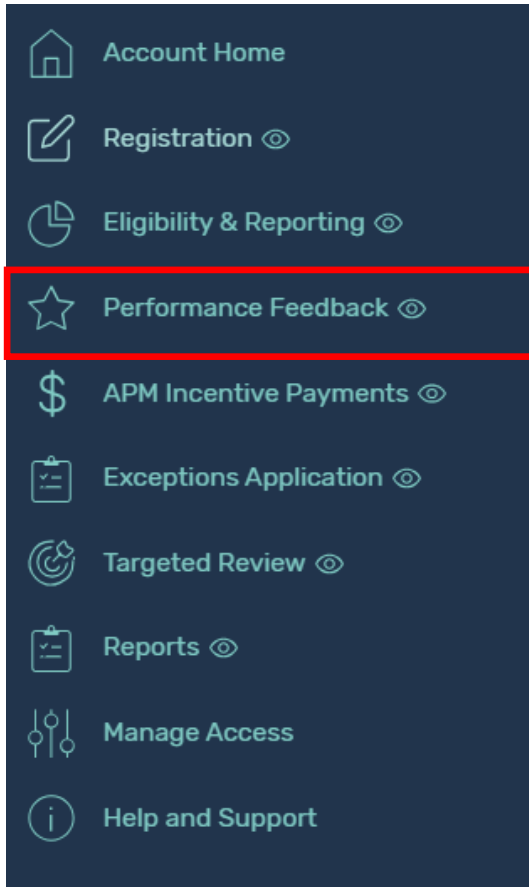 Account Home
Registration
Eligibility & Reporting
Performance Feedback
APM Incentive Payments
Exceptions Application
Targeted Review
Reports
Manage Access
Help and Support